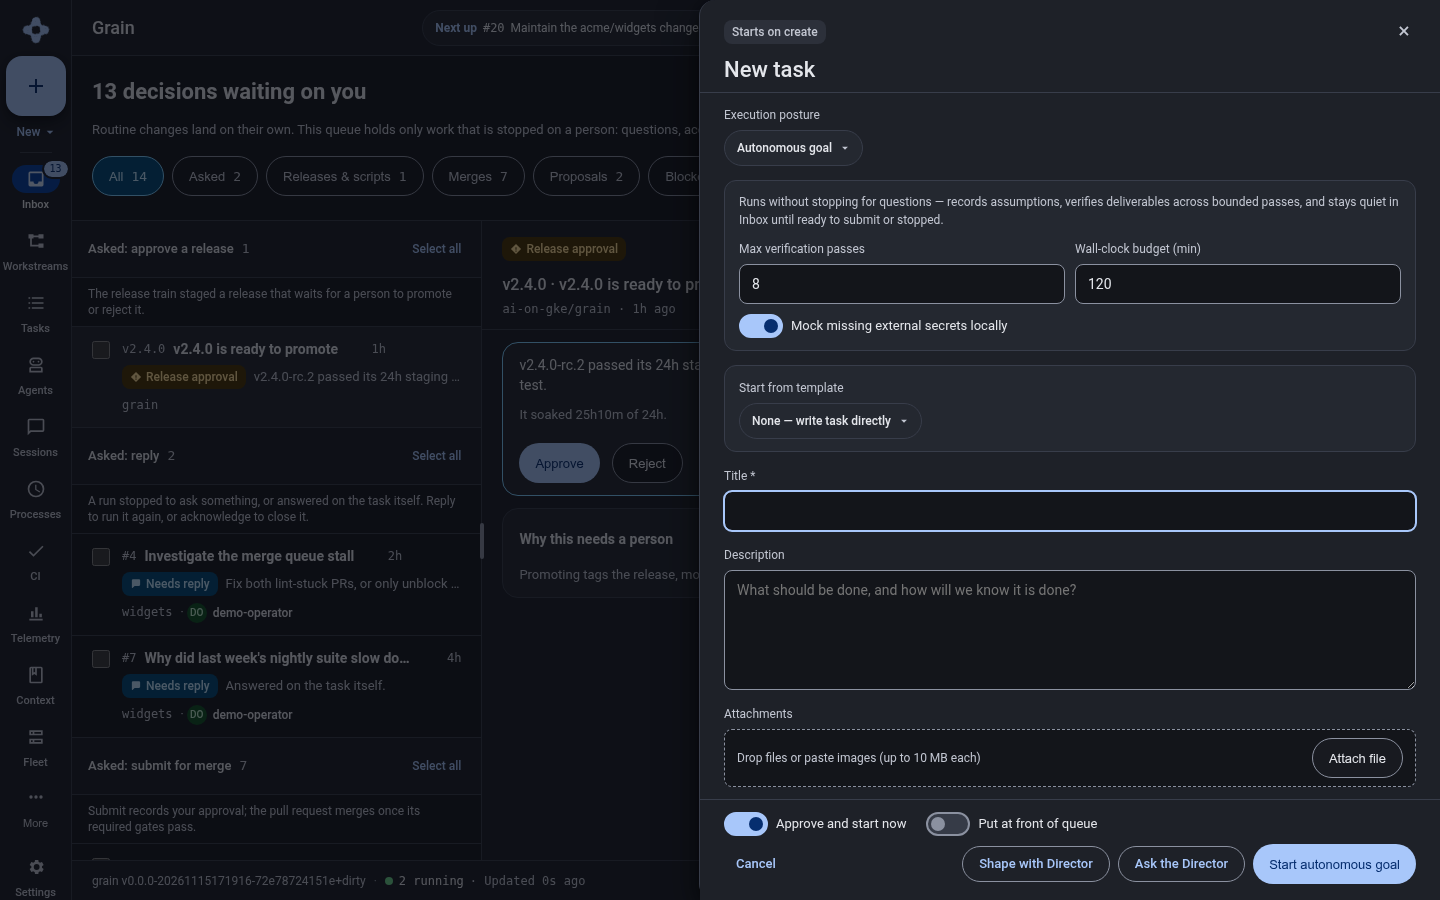 Grain
Next up #20 Maintain the acme/widgets change
New
13
Inbox
Workstreams
Tasks
Agents
Sessions
Processes
CI
Telemetry
Context
Fleet
More
Settings
13 decisions waiting on you
Routine changes land on their own. This queue holds only work that is stopped on a person: questions, ac
All 14
Asked 2
Releases & scripts 1
Merges 7
Proposals 2
Block
Asked: approve a release 1
Select all
The release train staged a release that waits for a person to promote
or reject it.
v2.4.0 v2.4.0 is ready to promote 1h
Release approval v2.4.0-rc.2 passed its 24h staging ...
grain
Asked: reply 2
Select all
A run stopped to ask something, or answered on the task itself. Reply
to run it again, or acknowledge to close it.
#4 Investigate the merge queue stall 2h
Needs reply Fix both lint-stuck PRs, or only unblock ...
widgets · DO demo-operator
#7 Why did last week's nightly suite slow do... 4h
Needs reply Answered on the task itself.
widgets · DO demo-operator
Asked: submit for merge 7
Select all
Submit records your approval; the pull request merges once its
required gates pass.
Release approval
v2.4.0 · v2.4.0 is ready to pr
ai-on-gke/grain · 1h ago
v2.4.0-rc.2 passed its 24h sta
test.
It soaked 25h10m of 24h.
Approve
Reject
Why this needs a person
Promoting tags the release, mo
grain v0.0.0-20261115171916-72e78724151e+dirty · 2 running · Updated 0s ago
Starts on create
New task
Execution posture
Autonomous goal
Runs without stopping for questions — records assumptions, verifies deliverables across bounded passes, and stays quiet in
Inbox until ready to submit or stopped.
Max verification passes
Wall-clock budget (min)
8
120
Mock missing external secrets locally
Start from template
None — write task directly
Title *
Description
What should be done, and how will we know it is done?
Attachments
Drop files or paste images (up to 10 MB each)
Attach file
Approve and start now
Put at front of queue
Cancel
Shape with Director
Ask the Director
Start autonomous goal